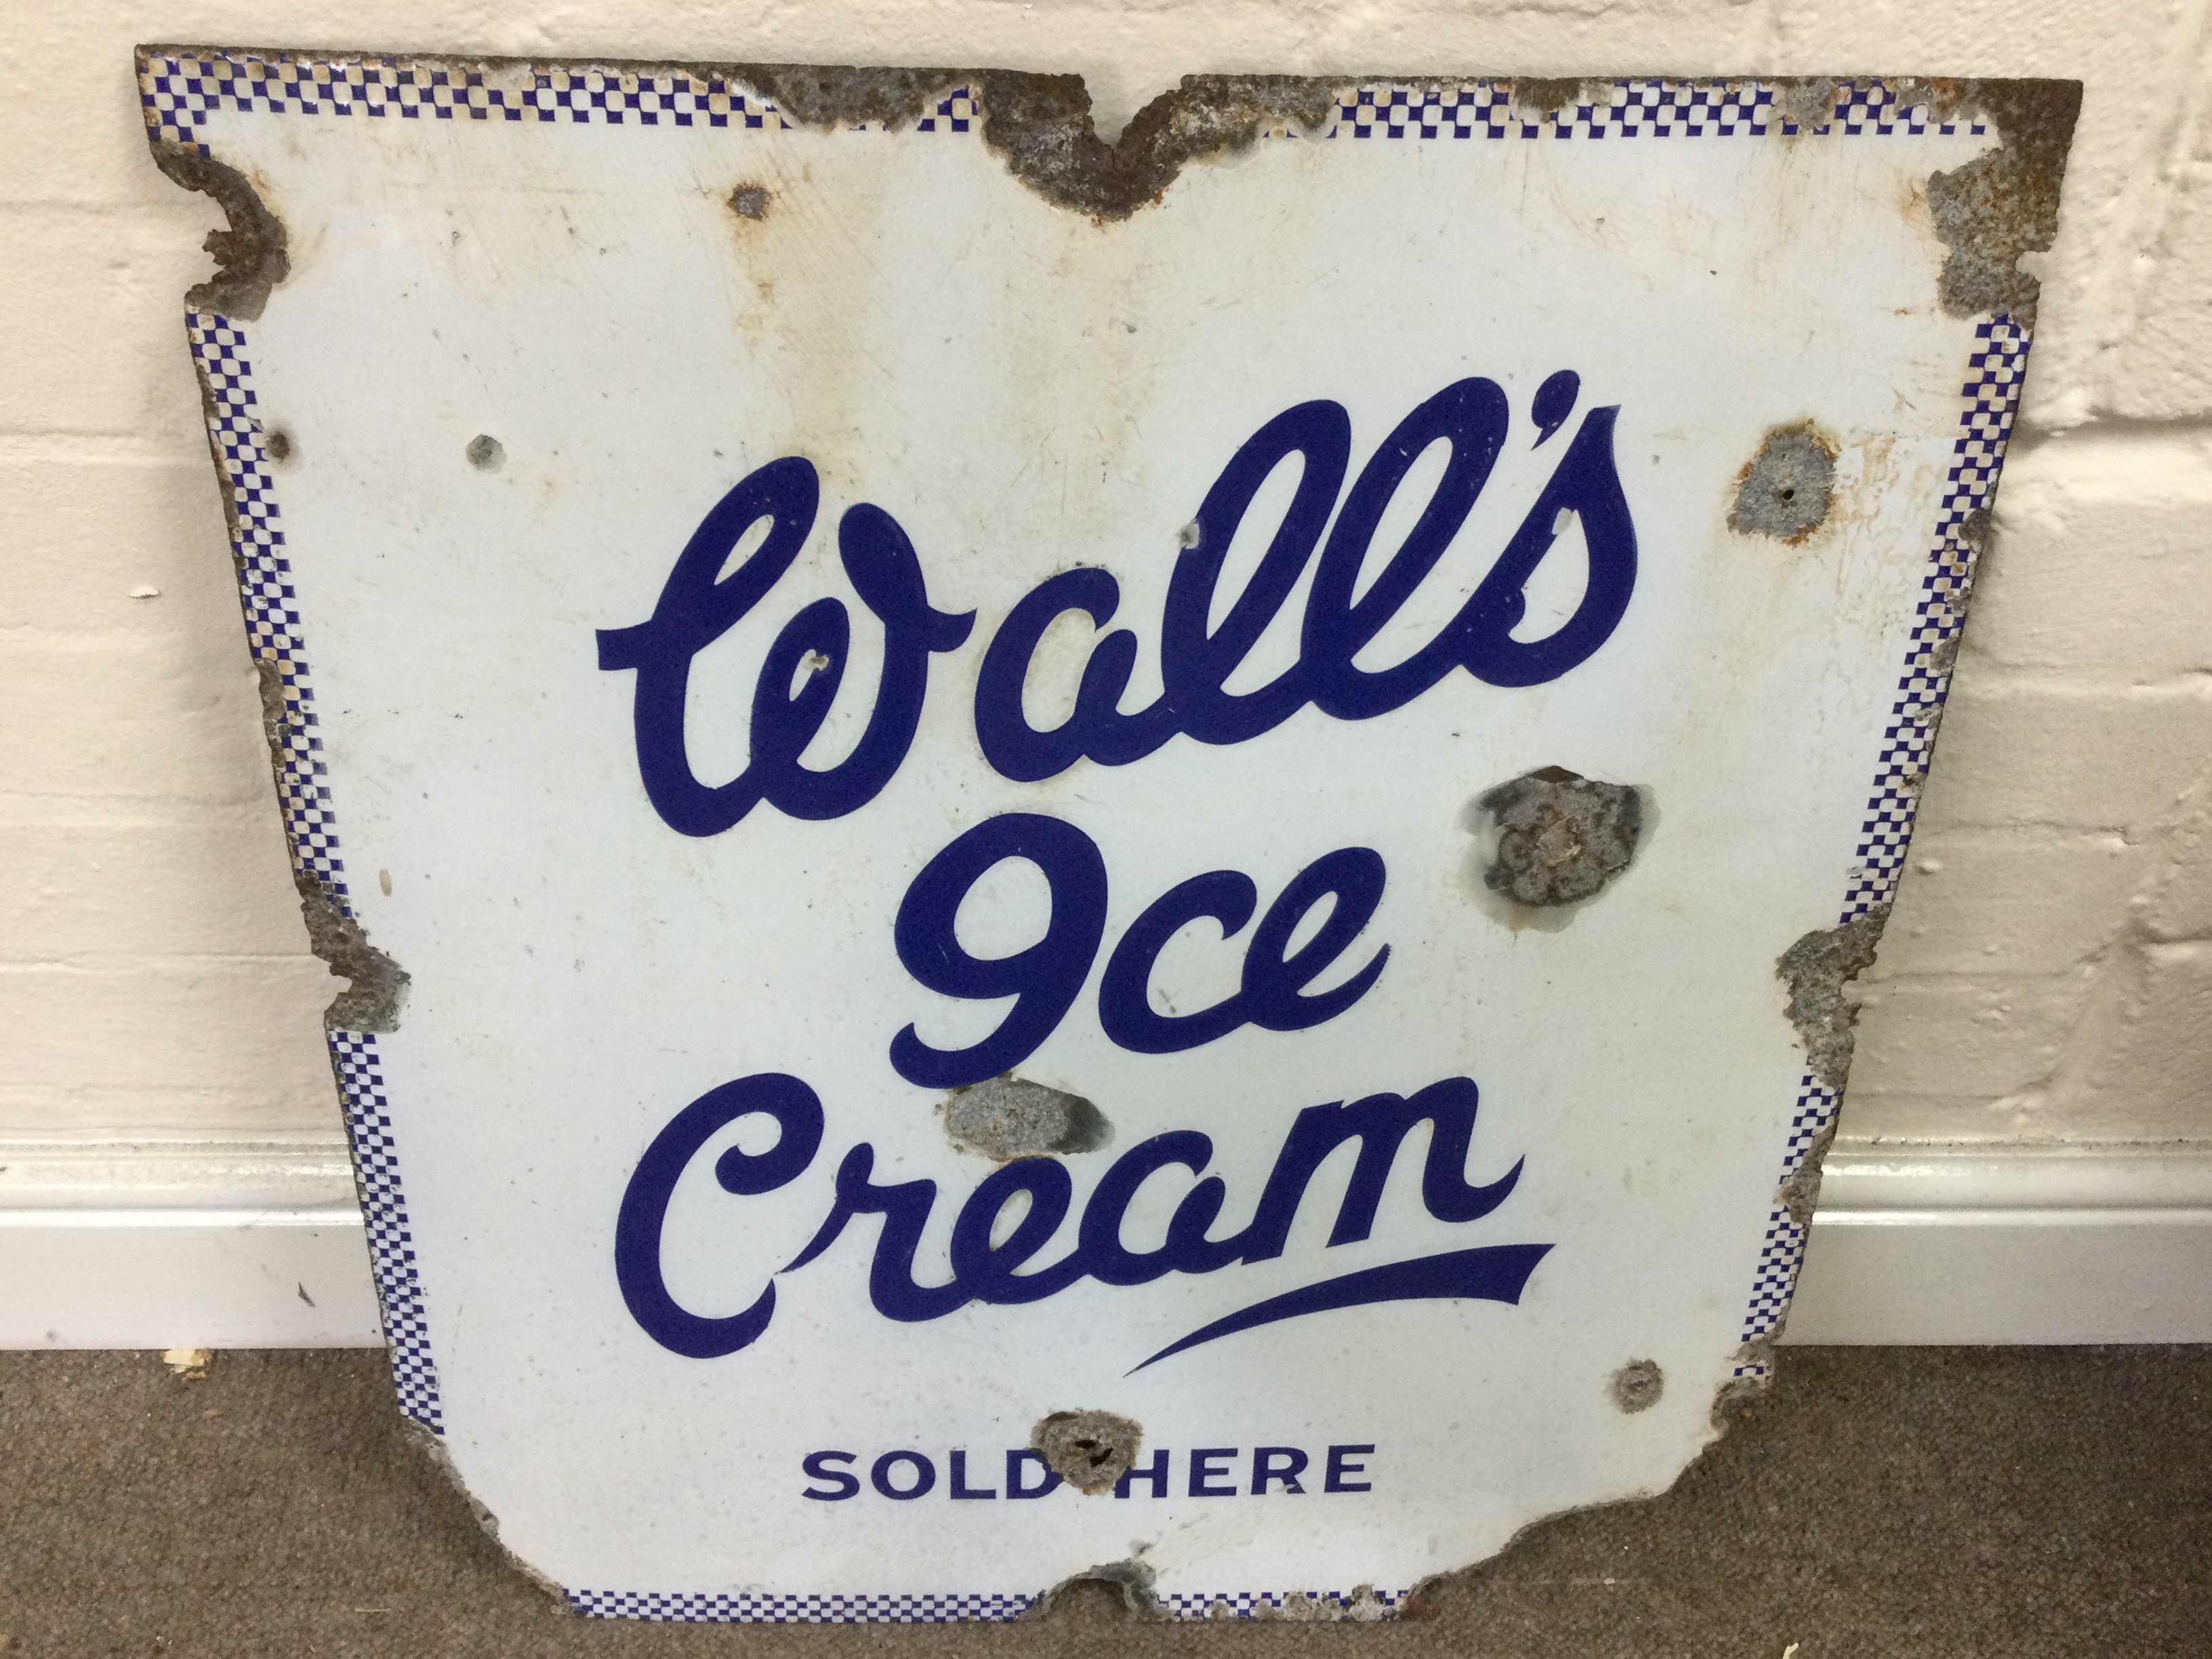 Wall's
Ice
Cream
SOLD HERE